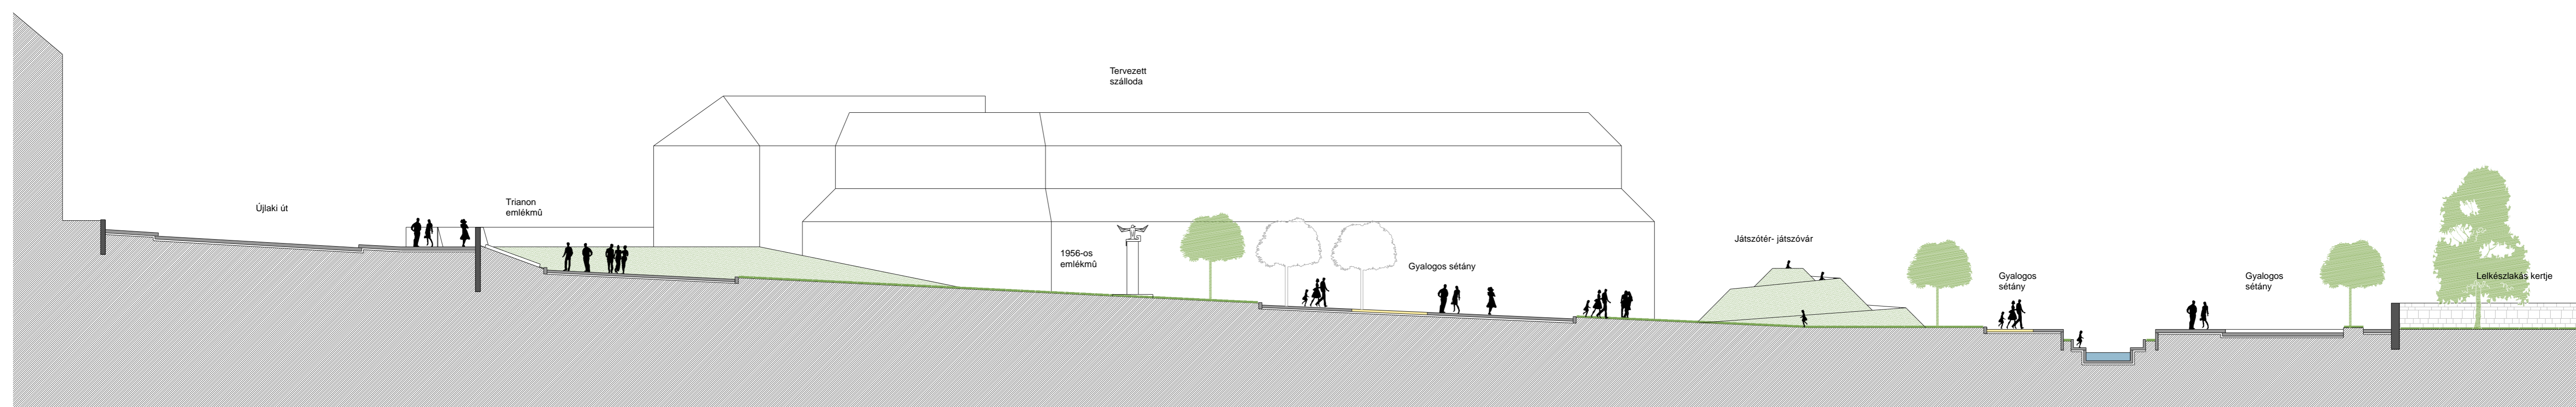 Tervezett
szálloda
Újlaki út
Trianon
emlékmű
1956-os
emlékmű
Gyalogos sétány
Játszótér- játszóvár
Gyalogos
sétány
Gyalogos
sétány
Lelkészlakás kertje